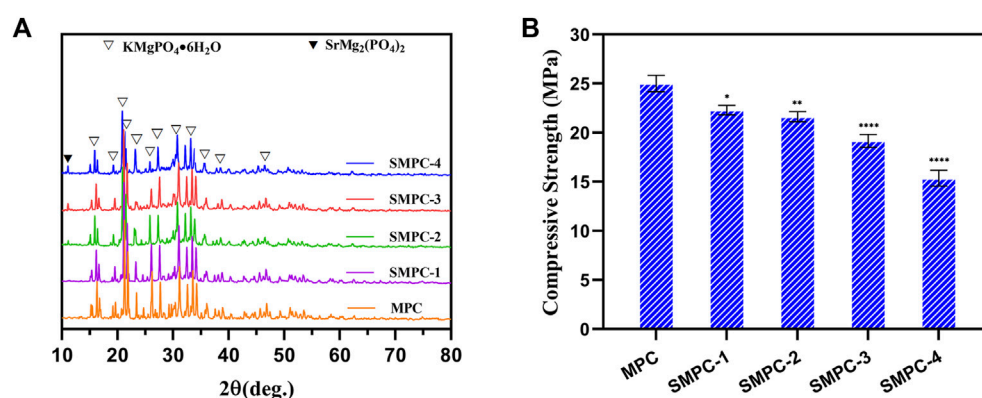 A
KMgPO₄•6H₂O
SrMg₂(PO₄)₂
SMPC-4
SMPC-3
SMPC-2
SMPC-1
MPC
10 20 30 40 50 60 70 80
2θ(deg.)
B
Compressive Strength (MPa)
30
25
20
15
10
5
0
*
**
****
****
MPC SMPC-1 SMPC-2 SMPC-3 SMPC-4